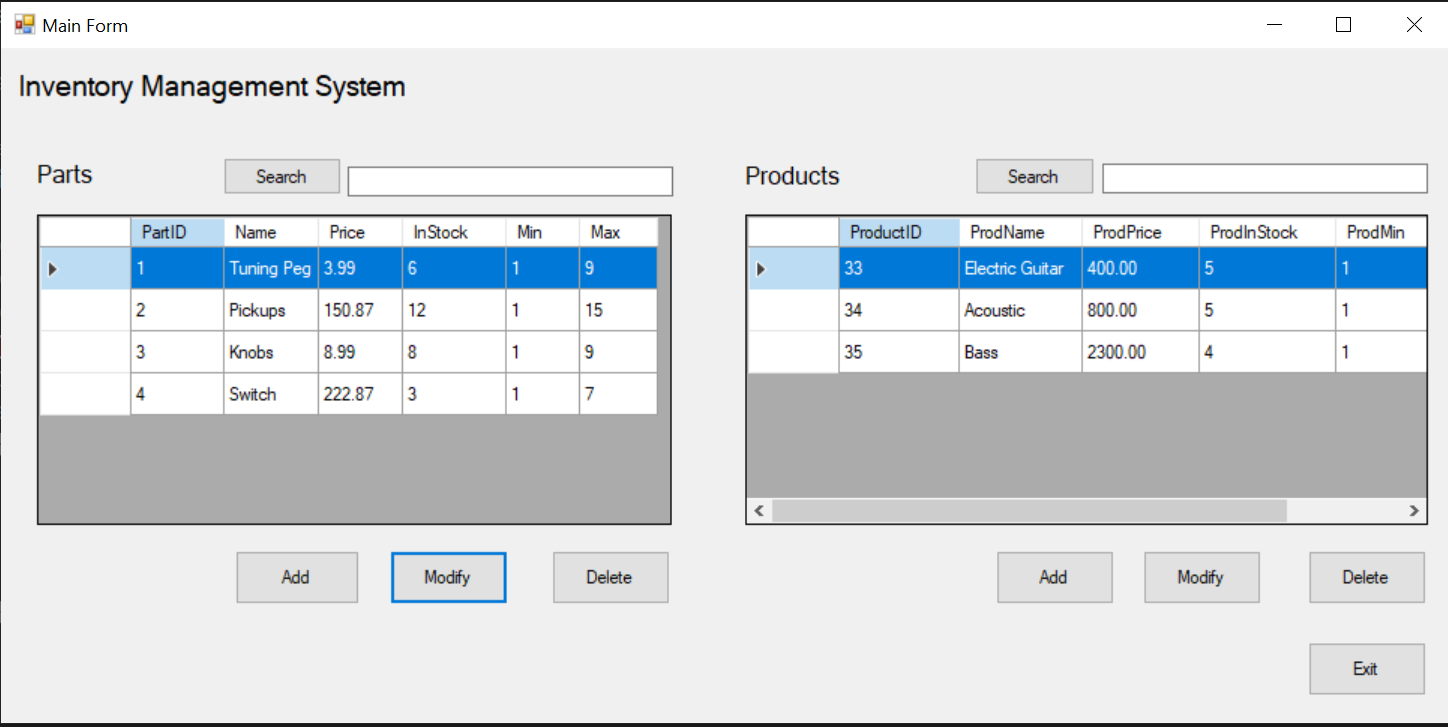 Main Form
Inventory Management System
Parts
Search
PartID Name Price InStock Min Max
1 Tuning Peg 3.99 6 1 9
2 Pickups 150.87 12 1 15
3 Knobs 8.99 8 1 9
4 Switch 222.87 3 1 7
Add Modify Delete
Products
Search
ProductID ProdName ProdPrice ProdInStock ProdMin
33 Electric Guitar 400.00 5 1
34 Acoustic 800.00 5 1
35 Bass 2300.00 4 1
Add Modify Delete
Exit